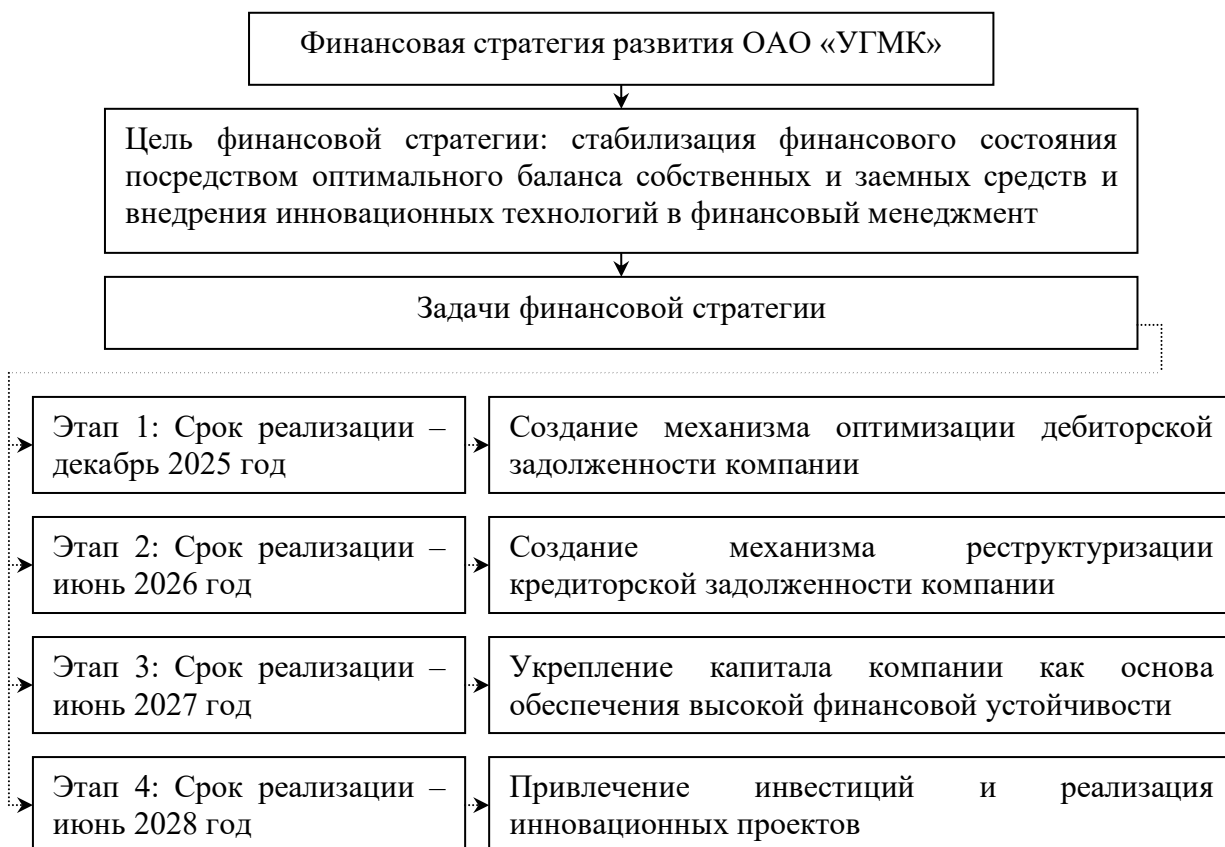 Финансовая стратегия развития ОАО «УГМК»
Цель финансовой стратегии: стабилизация финансового состояния
посредством оптимального баланса собственных и заемных средств и
внедрения инновационных технологий в финансовый менеджмент
Задачи финансовой стратегии
Этап 1: Срок реализации –
декабрь 2025 год
Создание механизма оптимизации дебиторской
задолженности компании
Этап 2: Срок реализации –
июнь 2026 год
Создание механизма реструктуризации
кредиторской задолженности компании
Этап 3: Срок реализации –
июнь 2027 год
Укрепление капитала компании как основа
обеспечения высокой финансовой устойчивости
Этап 4: Срок реализации –
июнь 2028 год
Привлечение инвестиций и реализация
инновационных проектов